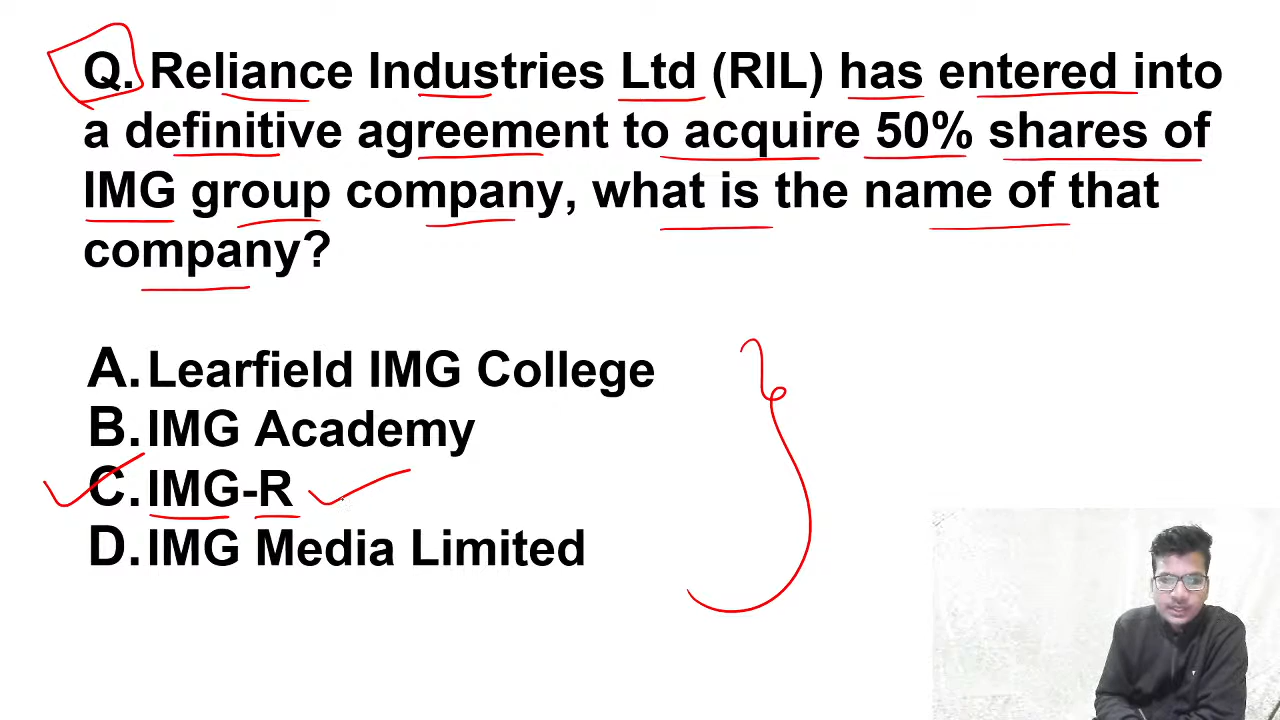 Q. Reliance Industries Ltd (RIL) has entered into
a definitive agreement to acquire 50% shares of
IMG group company, what is the name of that
company?
A. Learfield IMG College
B. IMG Academy
C. IMG-R
D. IMG Media Limited